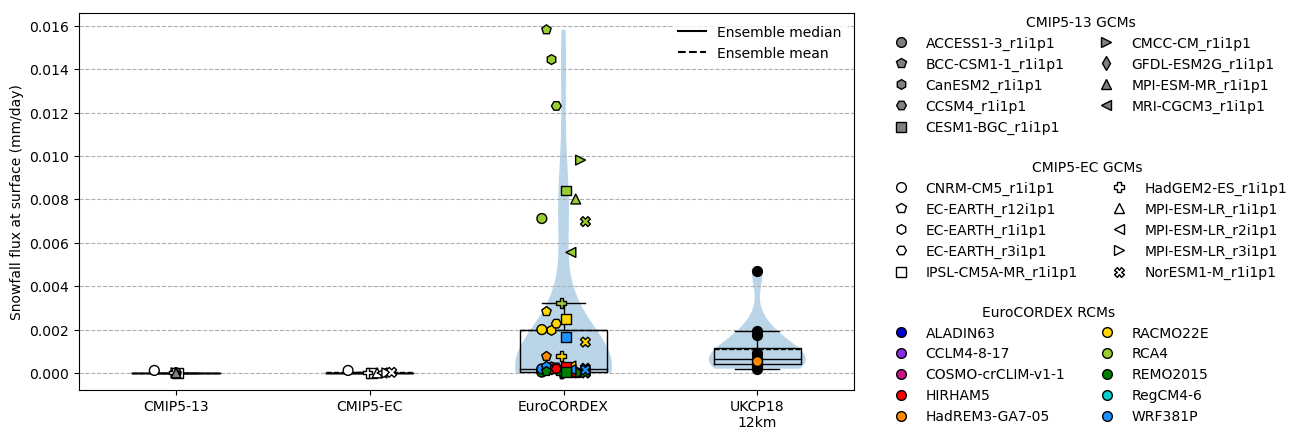 Snowfall flux at surface (mm/day)
0.016
0.014
0.012
0.010
0.008
0.006
0.004
0.002
0.000
Ensemble median
Ensemble mean
CMIP5-13
CMIP5-EC
EuroCORDEX
UKCP18
12km
CMIP5-13 GCMs
ACCESS1-3_r1i1p1
BCC-CSM1-1_r1i1p1
CanESM2_r1i1p1
CCSM4_r1i1p1
CESM1-BGC_r1i1p1
CMCC-CM_r1i1p1
GFDL-ESM2G_r1i1p1
MPI-ESM-MR_r1i1p1
MRI-CGCM3_r1i1p1
CMIP5-EC GCMs
CNRM-CM5_r1i1p1
EC-EARTH_r12i1p1
EC-EARTH_r1i1p1
EC-EARTH_r3i1p1
IPSL-CM5A-MR_r1i1p1
HadGEM2-ES_r1i1p1
MPI-ESM-LR_r1i1p1
MPI-ESM-LR_r2i1p1
MPI-ESM-LR_r3i1p1
NorESM1-M_r1i1p1
EuroCORDEX RCMs
ALADIN63
CCLM4-8-17
COSMO-crCLIM-v1-1
HIRHAM5
HadREM3-GA7-05
RACMO22E
RCA4
REMO2015
RegCM4-6
WRF381P